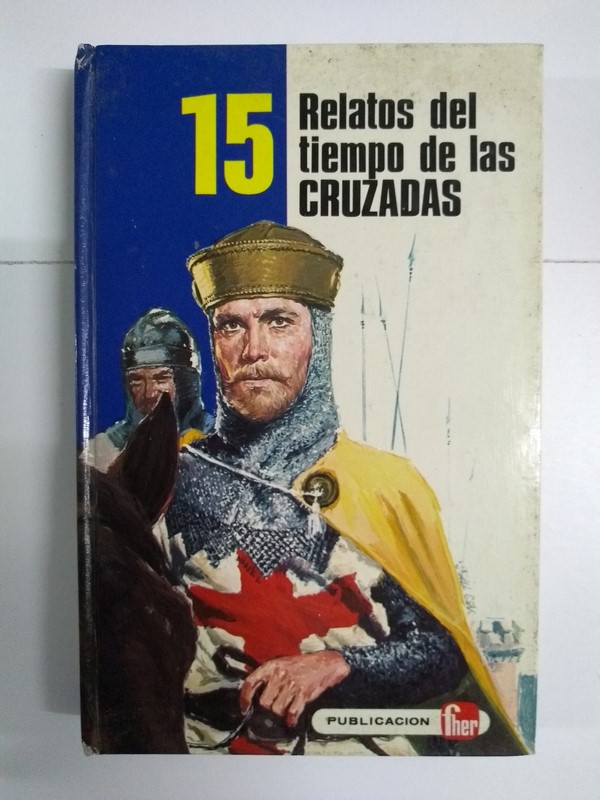 15
Relatos del
tiempo de las
CRUZADAS
PUBLICACION fher